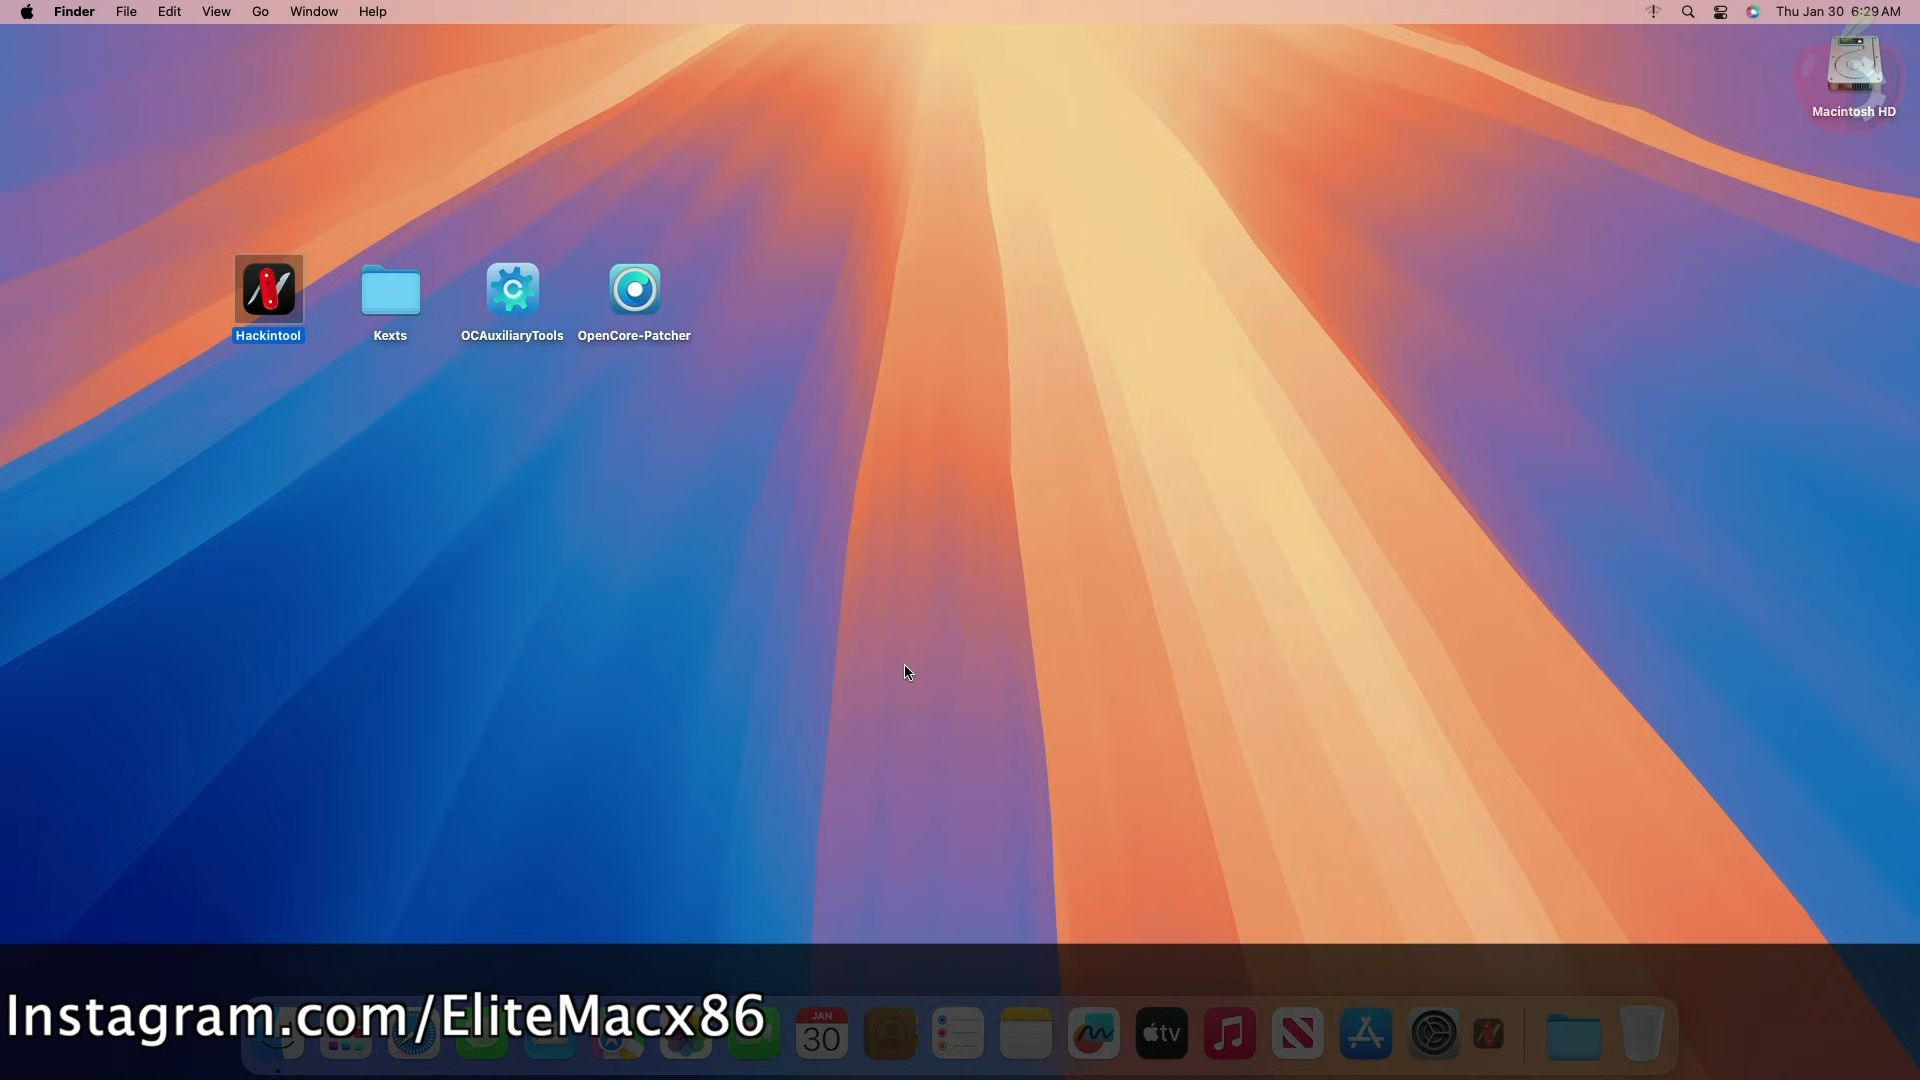 Finder File Edit View Go Window Help
Thu Jan 30 6:29 AM
Macintosh HD
Hackintool Kexts OCAuxiliaryTools OpenCore-Patcher
Instagram.com/EliteMacx86
JAN
30
tv